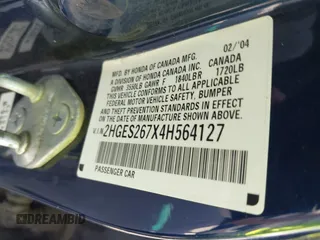 MFD. BY HONDA OF CANADA MFG. 02/'04
A DIVISION OF HONDA CANADA INC. CANADA
GVWR 3560LBR GAWR F 1840LBR R 1720LB
THIS VEHICLE CONFORMS TO ALL APPLICABLE
FEDERAL MOTOR VEHICLE SAFETY, BUMPER
AND THEFT PREVENTION STANDARDS IN EFFECT
ON THE DATE OF MANUFACTURE SHOWN ABOVE.
V.I.N 2HGES267X4H564127
PASSENGER CAR
DREAMBID